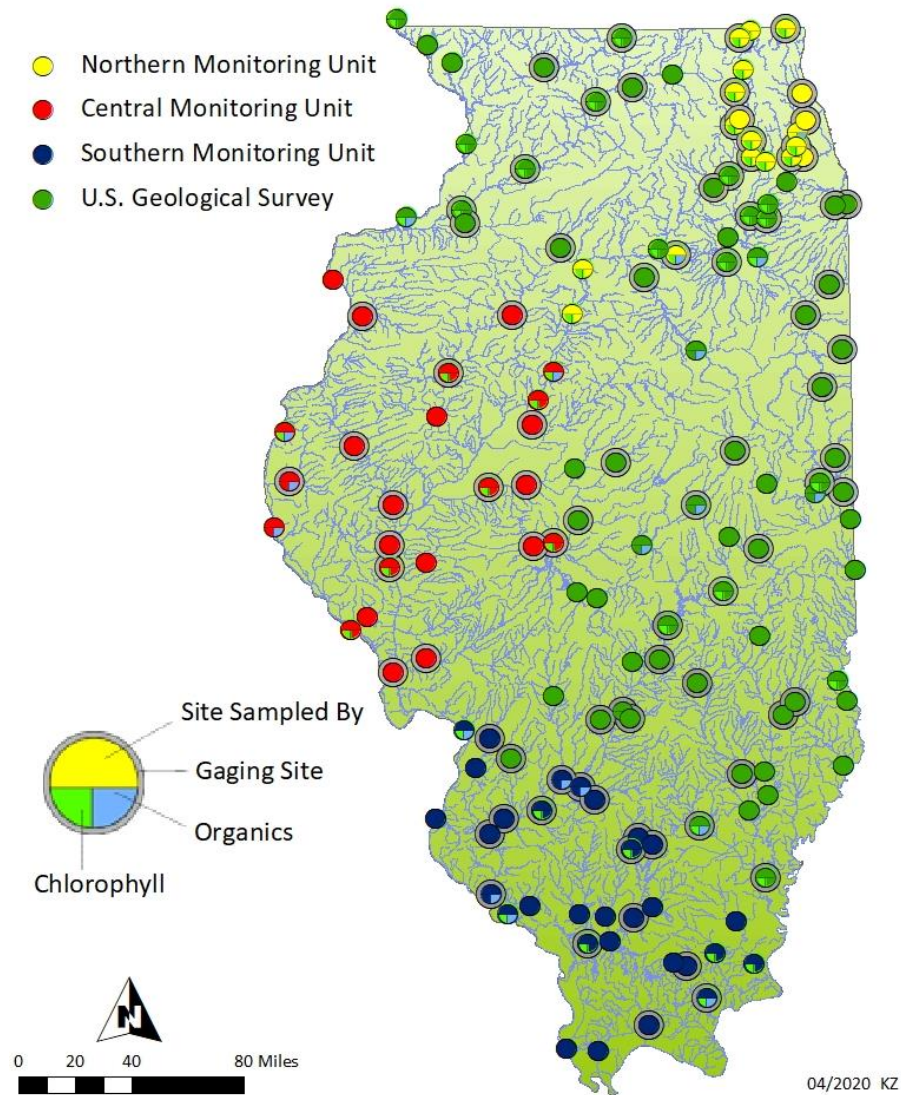 Northern Monitoring Unit
Central Monitoring Unit
Southern Monitoring Unit
U.S. Geological Survey
Site Sampled By
Gaging Site
Organics
Chlorophyll
N
0 20 40 80 Miles
04/2020 KZ